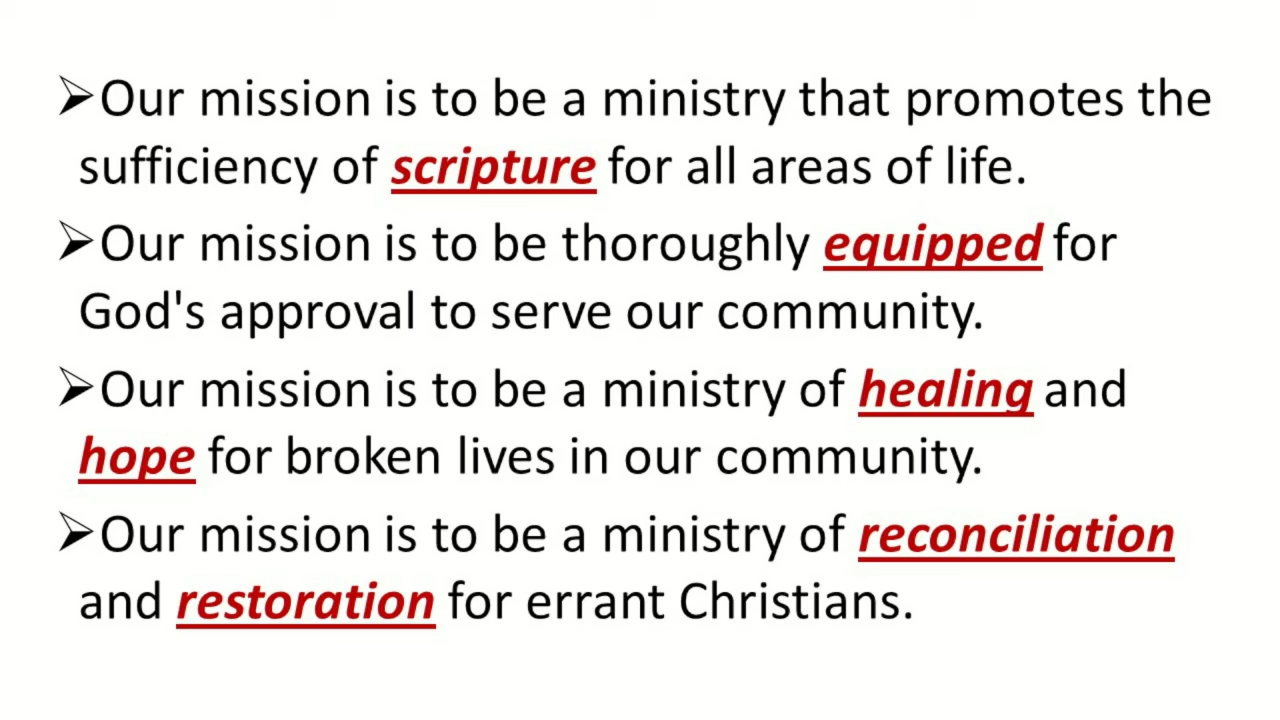 ➢Our mission is to be a ministry that promotes the
sufficiency of scripture for all areas of life.
➢Our mission is to be thoroughly equipped for
God's approval to serve our community.
➢Our mission is to be a ministry of healing and
hope for broken lives in our community.
➢Our mission is to be a ministry of reconciliation
and restoration for errant Christians.